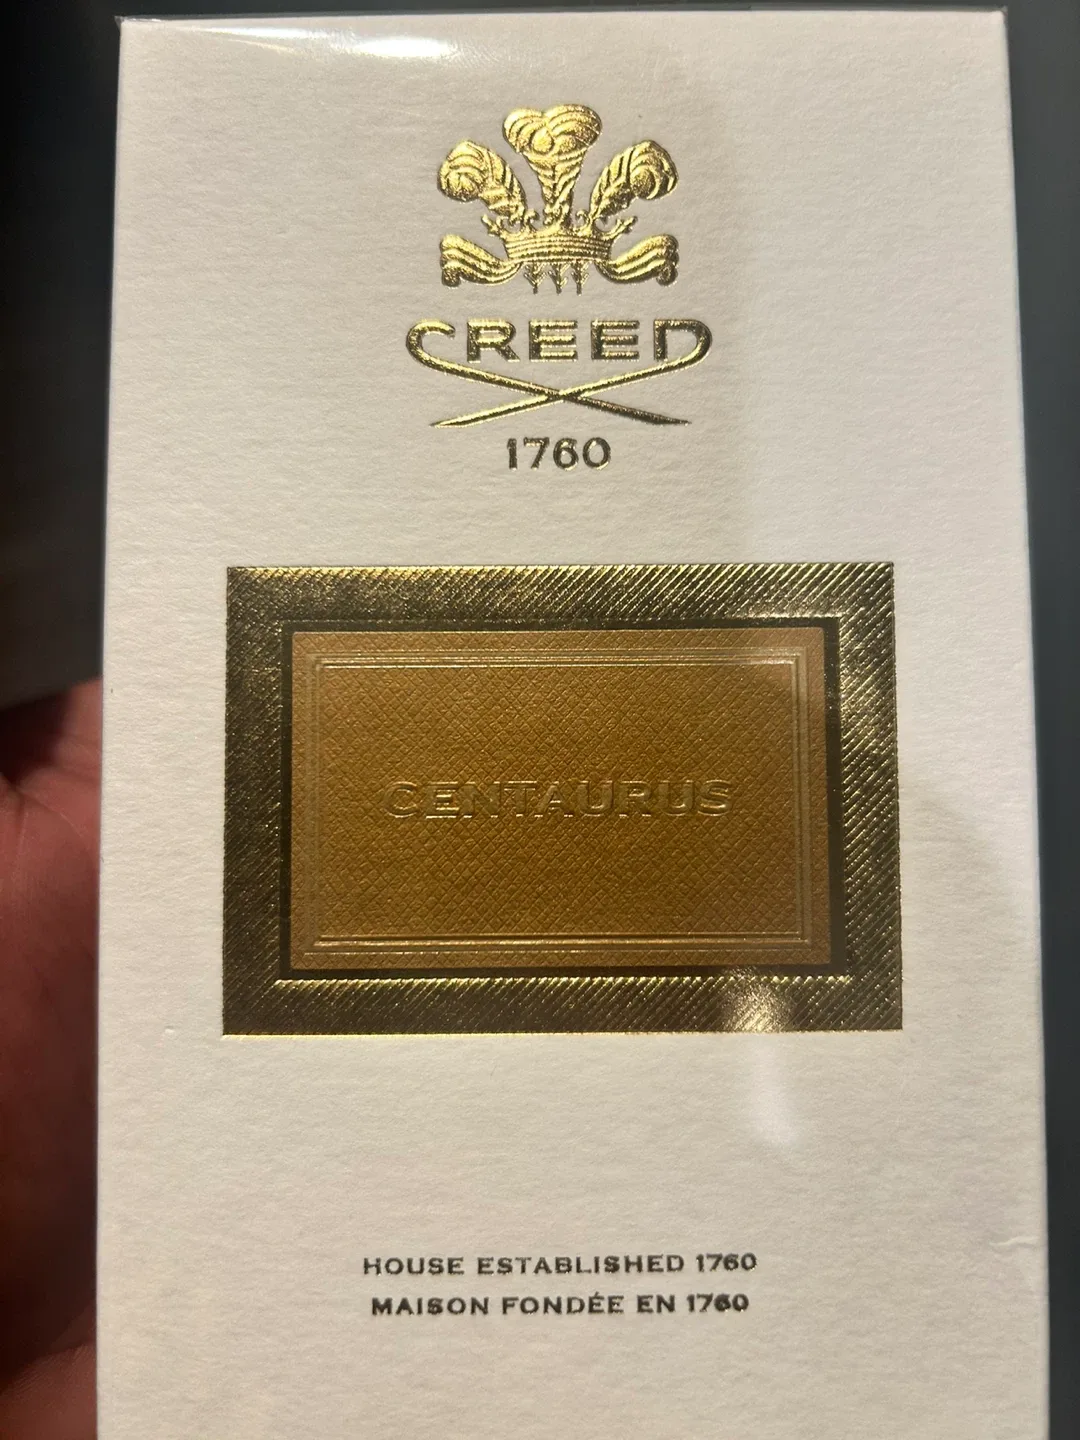 CREED
1760
CENTAURUS
HOUSE ESTABLISHED 1760
MAISON FONDÉE EN 1760